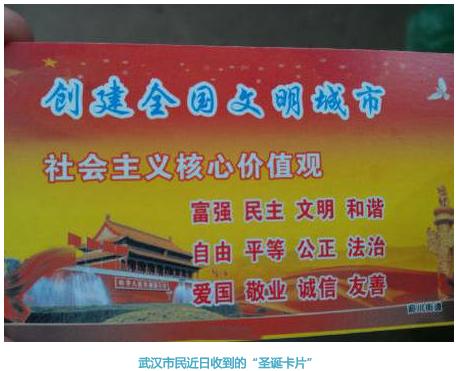 创建全国文明城市
社会主义核心价值观
富强 民主 文明 和谐
自由 平等 公正 法治
爱国 敬业 诚信 友善
武汉市民近日收到的“圣诞卡片”